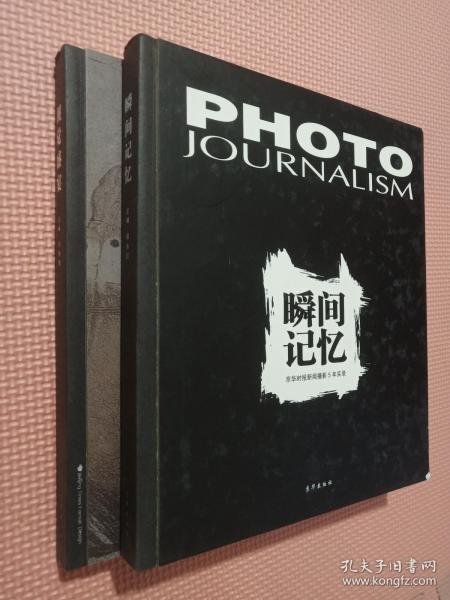 PHOTO
JOURNALISM
瞬间
记忆
京华时报新闻摄影5年实录
瞬间记忆
孔夫子旧书网
www.kongfz.com